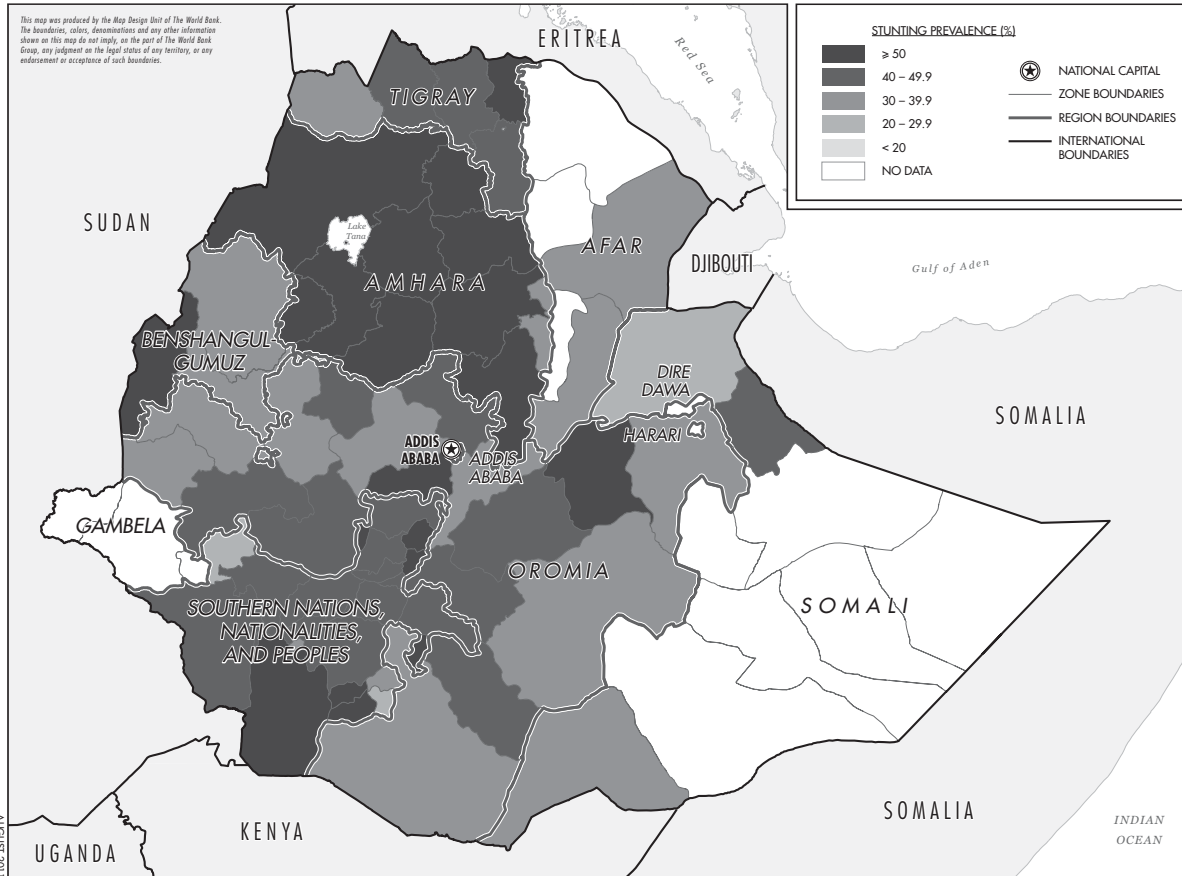 This map was produced by the Map Design Unit of The World Bank.
The boundaries, colors, denominations and any other information
shown on this map do not imply, on the part of The World Bank
Group, any judgment on the legal status of any territory, or any
endorsement or acceptance of such boundaries.
STUNTING PREVALENCE (%)
≥ 50
40 – 49.9
30 – 39.9
20 – 29.9
< 20
NO DATA
NATIONAL CAPITAL
ZONE BOUNDARIES
REGION BOUNDARIES
INTERNATIONAL
BOUNDARIES
ERITREA
Red Sea
TIGRAY
SUDAN
Lake
Tana
AFAR
DJIBOUTI
Gulf of Aden
AMHARA
BENSHANGUL
GUMUZ
DIRE
DAWA
SOMALIA
HARARI
ADDIS
ABABA
ADDIS
ABABA
GAMBELA
OROMIA
SOMALI
SOUTHERN NATIONS,
NATIONALITIES,
AND PEOPLES
SOMALIA
KENYA
UGANDA
INDIAN
OCEAN